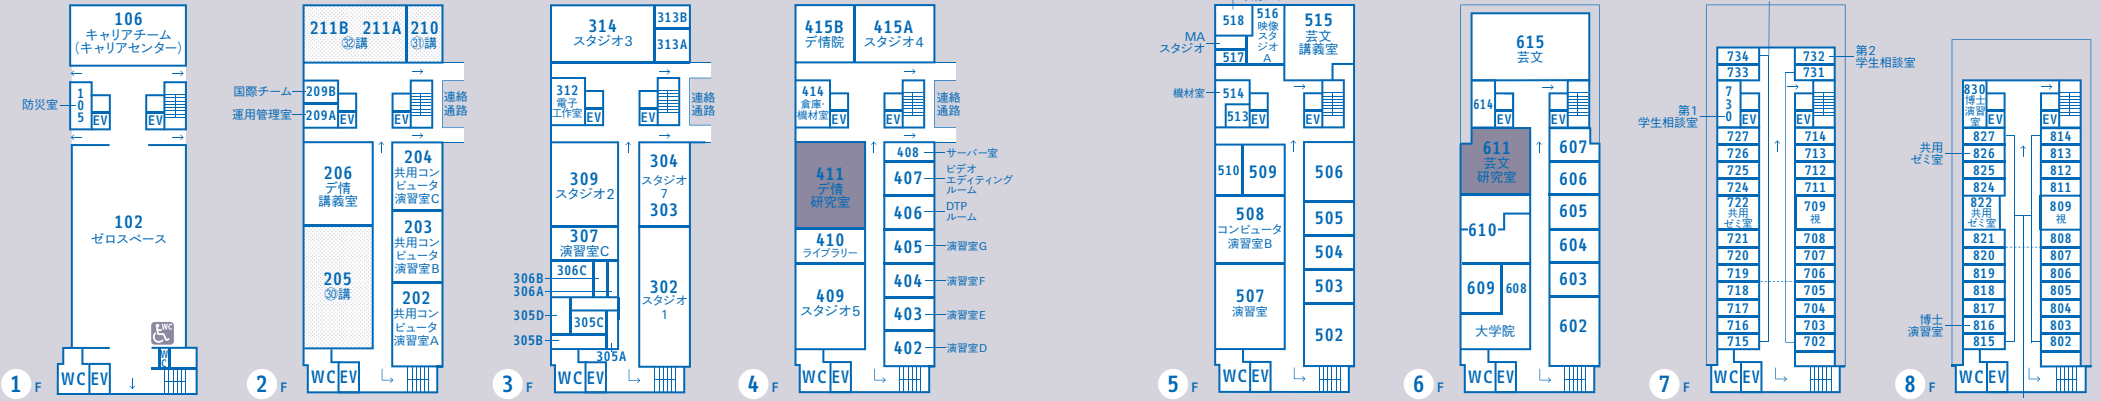 106
キャリアチーム
（キャリアセンター）
防災室
105
EV
EV
102
ゼロスペース
WC
WC
WC
EV
1F
211B
211A
㉜講
210
㉛講
国際チーム
209B
運用管理室
209A
EV
EV
連絡
通路
206
デ情
講義室
204
共用コン
ピュータ
演習室C
203
共用コン
ピュータ
演習室B
205
㉚講
202
共用コン
ピュータ
演習室A
WC
EV
2F
314
スタジオ3
313B
313A
312
電子
工作室
EV
EV
連絡
通路
309
スタジオ2
304
スタジオ
7
303
307
演習室C
306C
306B
306A
305D
305C
305B
305A
302
スタジオ
1
WC
EV
3F
415B
デ情院
415A
スタジオ4
414
倉庫・
機材室
EV
EV
連絡
通路
411
デ情
研究室
408
サーバー室
407
ビデオ
エディティング
ルーム
406
DTP
ルーム
410
ライブラリー
405
演習室G
409
スタジオ5
404
演習室F
403
演習室E
402
演習室D
WC
EV
4F
518
516
映像
スタ
ジオ
A
515
芸文
講義室
MA
スタジオ
517
機材室
514
513
EV
EV
510
509
506
508
コンピュータ
演習室B
505
504
507
演習室
503
502
WC
EV
5F
615
芸文
614
EV
EV
611
芸文
研究室
607
606
610
605
604
609
608
603
大学院
602
WC
EV
6F
734
733
732
第2
学生相談室
731
第1
学生相談室
730
EV
EV
727
726
725
724
722
共用
ゼミ室
721
720
719
718
717
716
715
714
713
712
711
709
視
708
707
706
705
704
703
702
WC
EV
7F
830
博士
演習
室
EV
EV
827
共用
ゼミ室
826
825
824
822
共用
ゼミ室
821
820
819
818
817
博士
演習室
816
815
814
813
812
811
809
視
808
807
806
805
804
803
802
WC
EV
8F